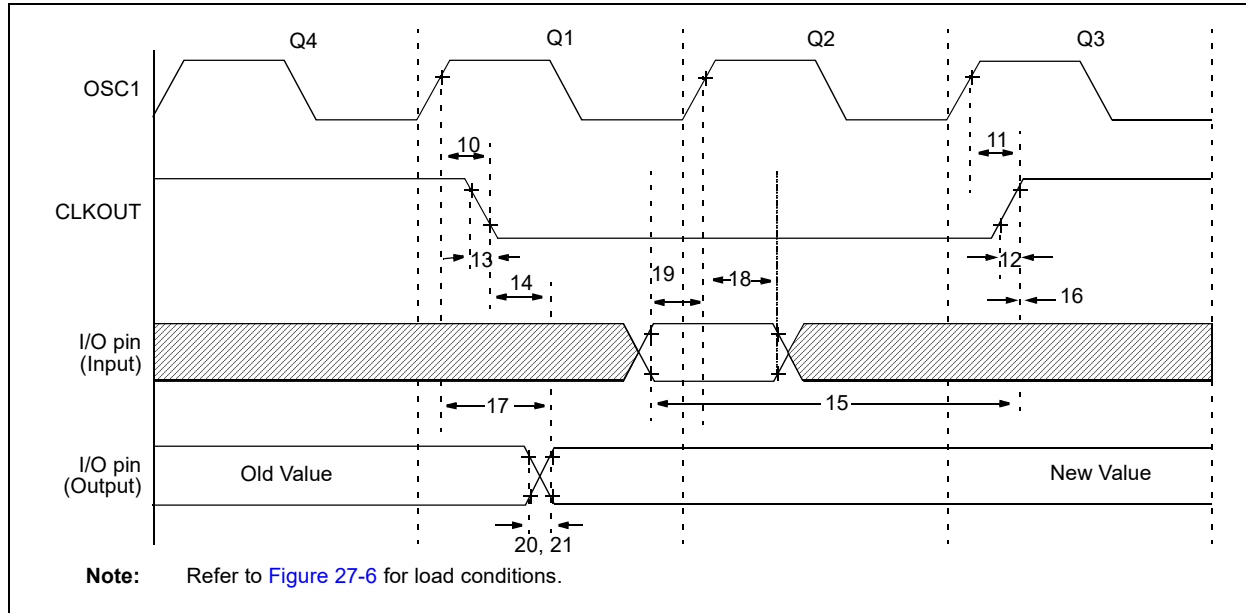 Q4 Q1 Q2 Q3
OSC1
10
11
CLKOUT
13
12
14
19
18
16
I/O pin
(Input)
17
15
I/O pin
(Output)
Old Value
New Value
20, 21
Note: Refer to Figure 27-6 for load conditions.